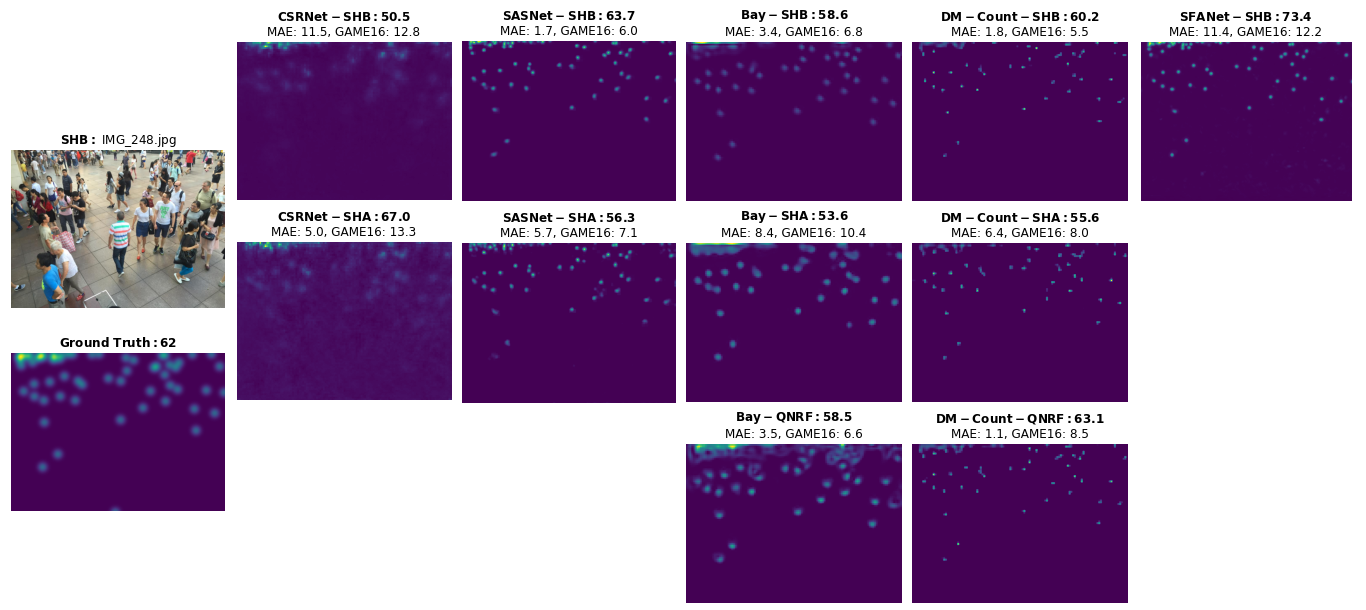 CSRNet − SHB: 50.5
MAE: 11.5, GAME16: 12.8
SASNet − SHB: 63.7
MAE: 1.7, GAME16: 6.0
Bay − SHB: 58.6
MAE: 3.4, GAME16: 6.8
DM − Count − SHB: 60.2
MAE: 1.8, GAME16: 5.5
SFANet − SHB: 73.4
MAE: 11.4, GAME16: 12.2
SHB: IMG_248.jpg
CSRNet − SHA: 67.0
MAE: 5.0, GAME16: 13.3
SASNet − SHA: 56.3
MAE: 5.7, GAME16: 7.1
Bay − SHA: 53.6
MAE: 8.4, GAME16: 10.4
DM − Count − SHA: 55.6
MAE: 6.4, GAME16: 8.0
Ground Truth: 62
Bay − QNRF: 58.5
MAE: 3.5, GAME16: 6.6
DM − Count − QNRF: 63.1
MAE: 1.1, GAME16: 8.5